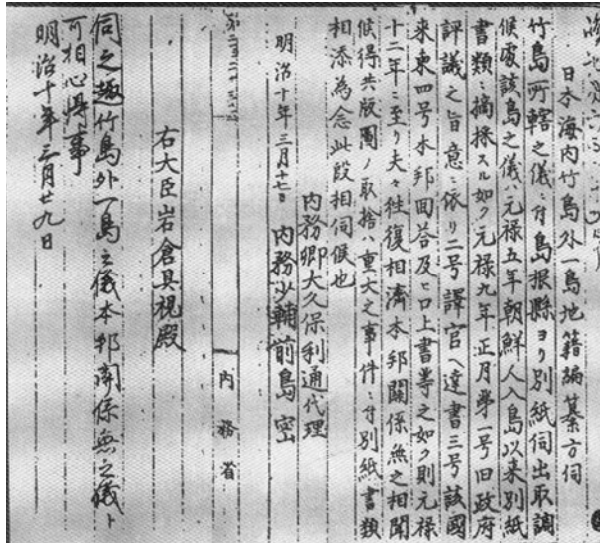 日本海内竹島外一島地籍編纂方伺
竹島所轄之儀ニ付島根縣ヨリ別紙伺出取調
候處該島之儀ハ元禄五年朝鮮人入島以来別紙
書類ニ摘採スル如ク元禄九年正月第一号旧政府
評議之旨意ニ依リ二号譯官ヘ達書三号該國
来柬四号本邦回答及ヒ口上書等之如ク則元禄
十二年ニ至リ夫々往復相濟本邦關係無之相聞
候得共版圖ノ取捨ハ重大之事件ニ付別紙書類
相添為念此段相伺候也
内務卿大久保利通代理
明治十年三月十七日 内務少輔前島密
内務省
右大臣岩倉具視殿
伺之趣竹島外一島之儀本邦関係無之儀ト
可相心得事
明治十年三月廿九日